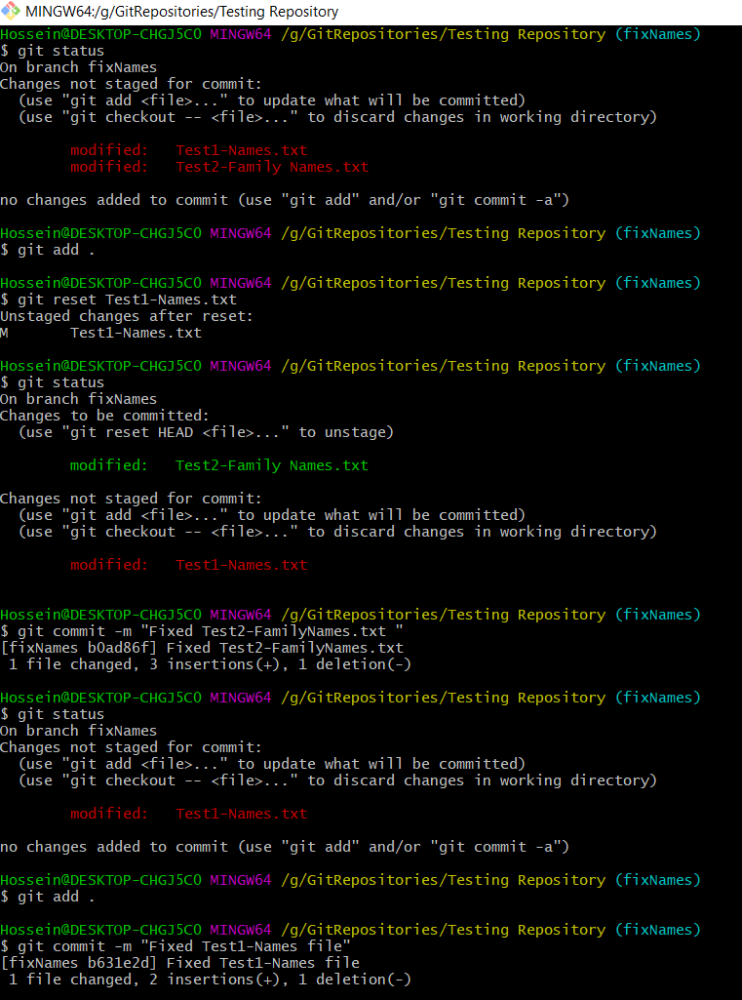 MINGW64:/g/GitRepositories/Testing Repository
Hossein@DESKTOP-CHGJ5CO MINGW64 /g/GitRepositories/Testing Repository (fixNames)
$ git status
On branch fixNames
Changes not staged for commit:
  (use "git add <file>..." to update what will be committed)
  (use "git checkout -- <file>..." to discard changes in working directory)
        modified:   Test1-Names.txt
        modified:   Test2-Family Names.txt
no changes added to commit (use "git add" and/or "git commit -a")
Hossein@DESKTOP-CHGJ5CO MINGW64 /g/GitRepositories/Testing Repository (fixNames)
$ git add .
Hossein@DESKTOP-CHGJ5CO MINGW64 /g/GitRepositories/Testing Repository (fixNames)
$ git reset Test1-Names.txt
Unstaged changes after reset:
M       Test1-Names.txt
Hossein@DESKTOP-CHGJ5CO MINGW64 /g/GitRepositories/Testing Repository (fixNames)
$ git status
On branch fixNames
Changes to be committed:
  (use "git reset HEAD <file>..." to unstage)
        modified:   Test2-Family Names.txt
Changes not staged for commit:
  (use "git add <file>..." to update what will be committed)
  (use "git checkout -- <file>..." to discard changes in working directory)
        modified:   Test1-Names.txt
Hossein@DESKTOP-CHGJ5CO MINGW64 /g/GitRepositories/Testing Repository (fixNames)
$ git commit -m "Fixed Test2-FamilyNames.txt "
[fixNames b0ad86f] Fixed Test2-FamilyNames.txt
 1 file changed, 3 insertions(+), 1 deletion(-)
Hossein@DESKTOP-CHGJ5CO MINGW64 /g/GitRepositories/Testing Repository (fixNames)
$ git status
On branch fixNames
Changes not staged for commit:
  (use "git add <file>..." to update what will be committed)
  (use "git checkout -- <file>..." to discard changes in working directory)
        modified:   Test1-Names.txt
no changes added to commit (use "git add" and/or "git commit -a")
Hossein@DESKTOP-CHGJ5CO MINGW64 /g/GitRepositories/Testing Repository (fixNames)
$ git add .
Hossein@DESKTOP-CHGJ5CO MINGW64 /g/GitRepositories/Testing Repository (fixNames)
$ git commit -m "Fixed Test1-Names file"
[fixNames b631e2d] Fixed Test1-Names file
 1 file changed, 2 insertions(+), 1 deletion(-)